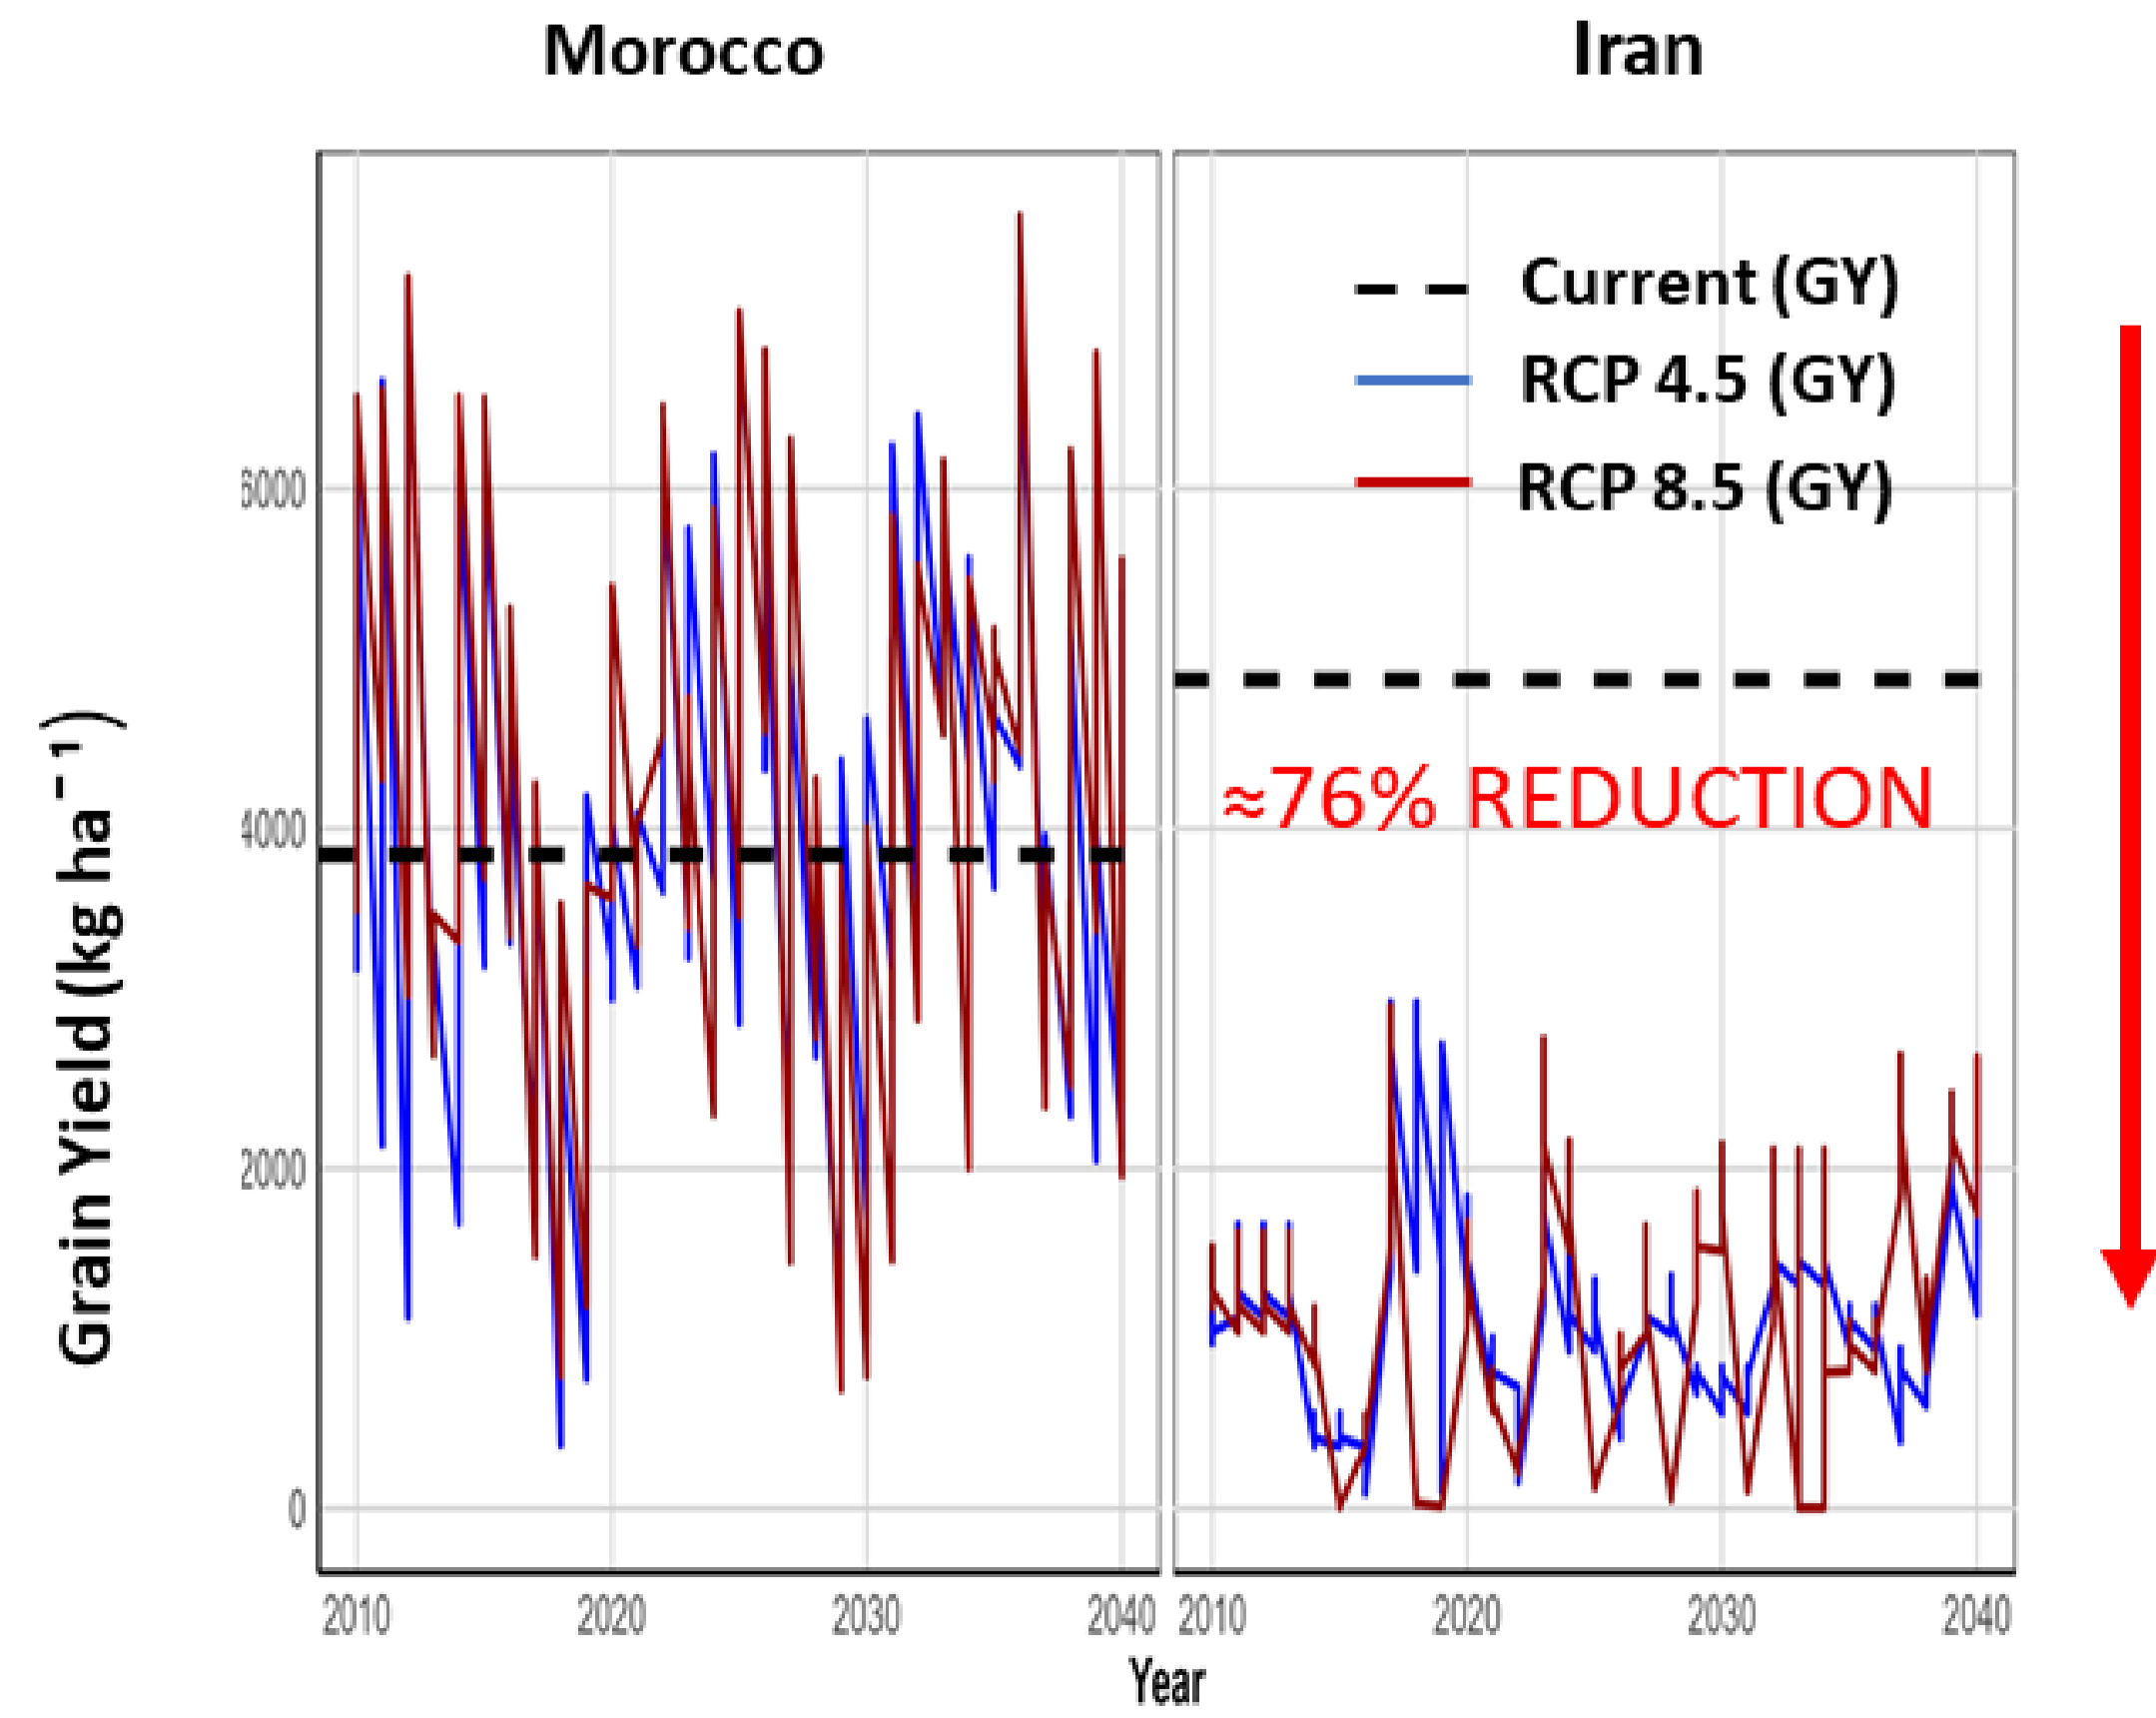 Morocco
Iran
Current (GY)
RCP 4.5 (GY)
RCP 8.5 (GY)
≈76% REDUCTION
Grain Yield (kg ha⁻¹)
6000
4000
2000
0
2010 2020 2030 2040 2010 2020 2030 2040
Year